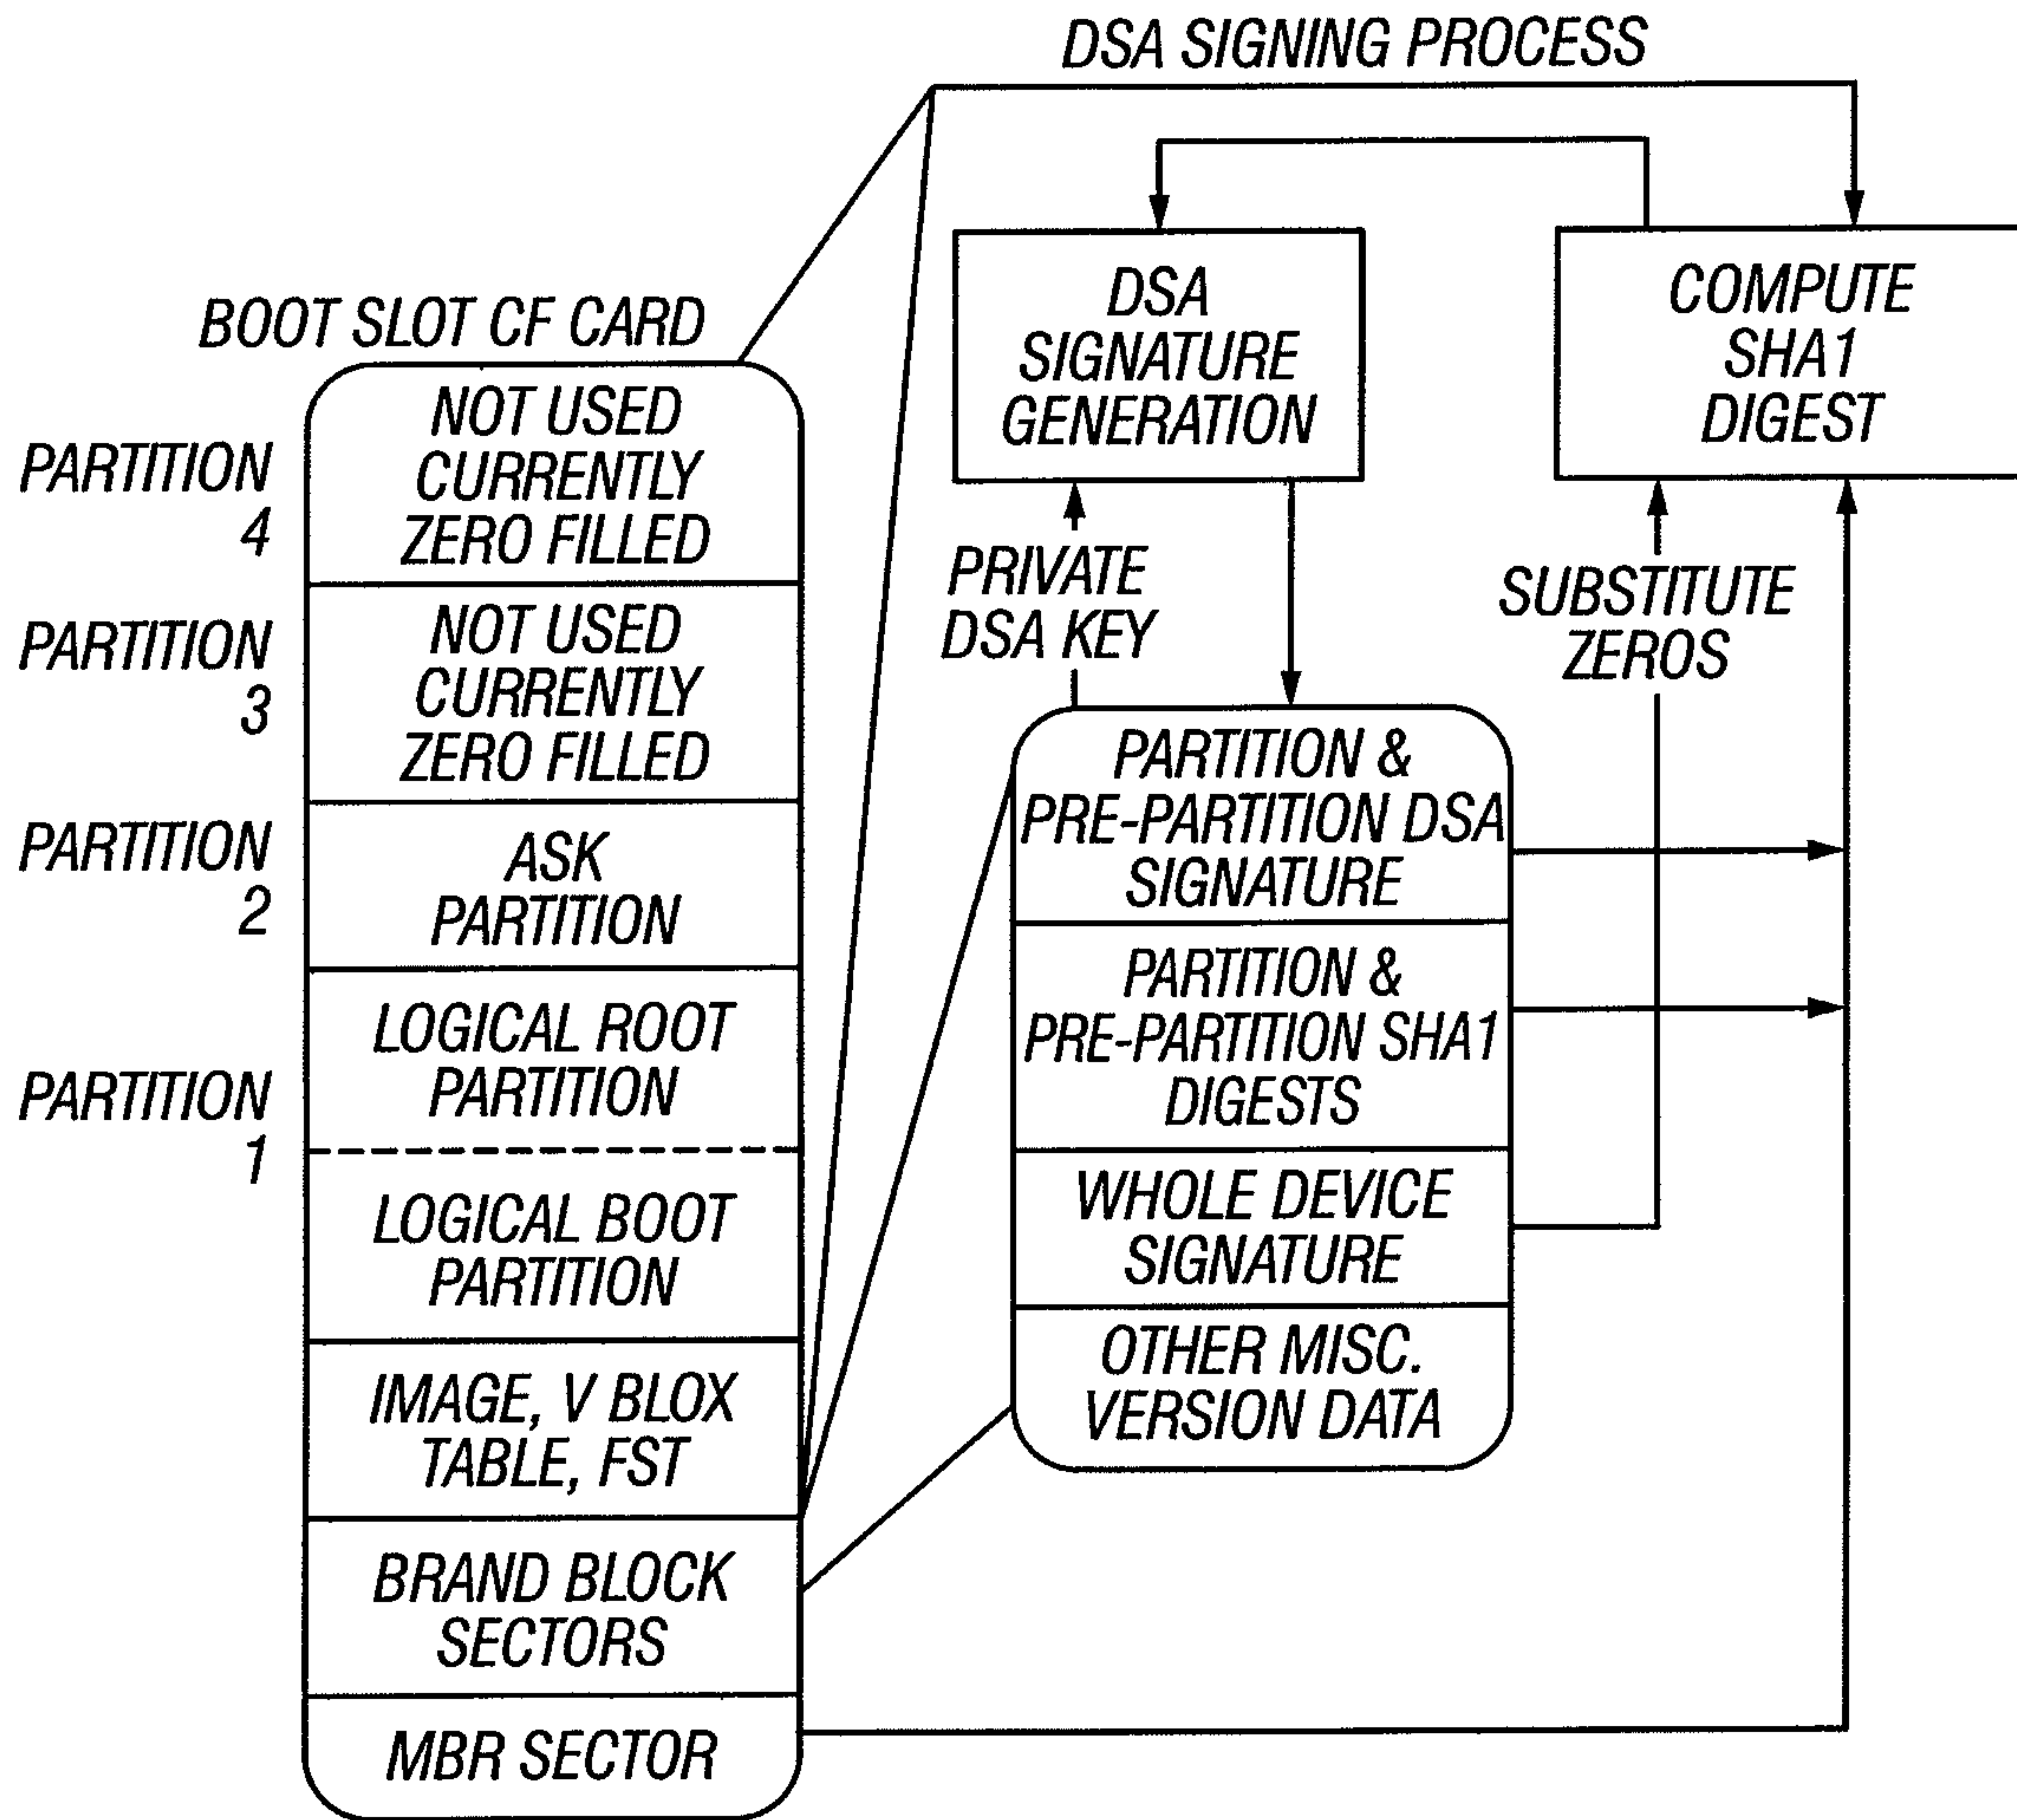 DSA SIGNING PROCESS
BOOT SLOT CF CARD
PARTITION
4
NOT USED
CURRENTLY
ZERO FILLED
PARTITION
3
NOT USED
CURRENTLY
ZERO FILLED
PARTITION
2
ASK
PARTITION
PARTITION
1
LOGICAL ROOT
PARTITION
LOGICAL BOOT
PARTITION
IMAGE, V BLOX
TABLE, FST
BRAND BLOCK
SECTORS
MBR SECTOR
DSA
SIGNATURE
GENERATION
COMPUTE
SHA1
DIGEST
PRIVATE
DSA KEY
SUBSTITUTE
ZEROS
PARTITION &
PRE-PARTITION DSA
SIGNATURE
PARTITION &
PRE-PARTITION SHA1
DIGESTS
WHOLE DEVICE
SIGNATURE
OTHER MISC.
VERSION DATA